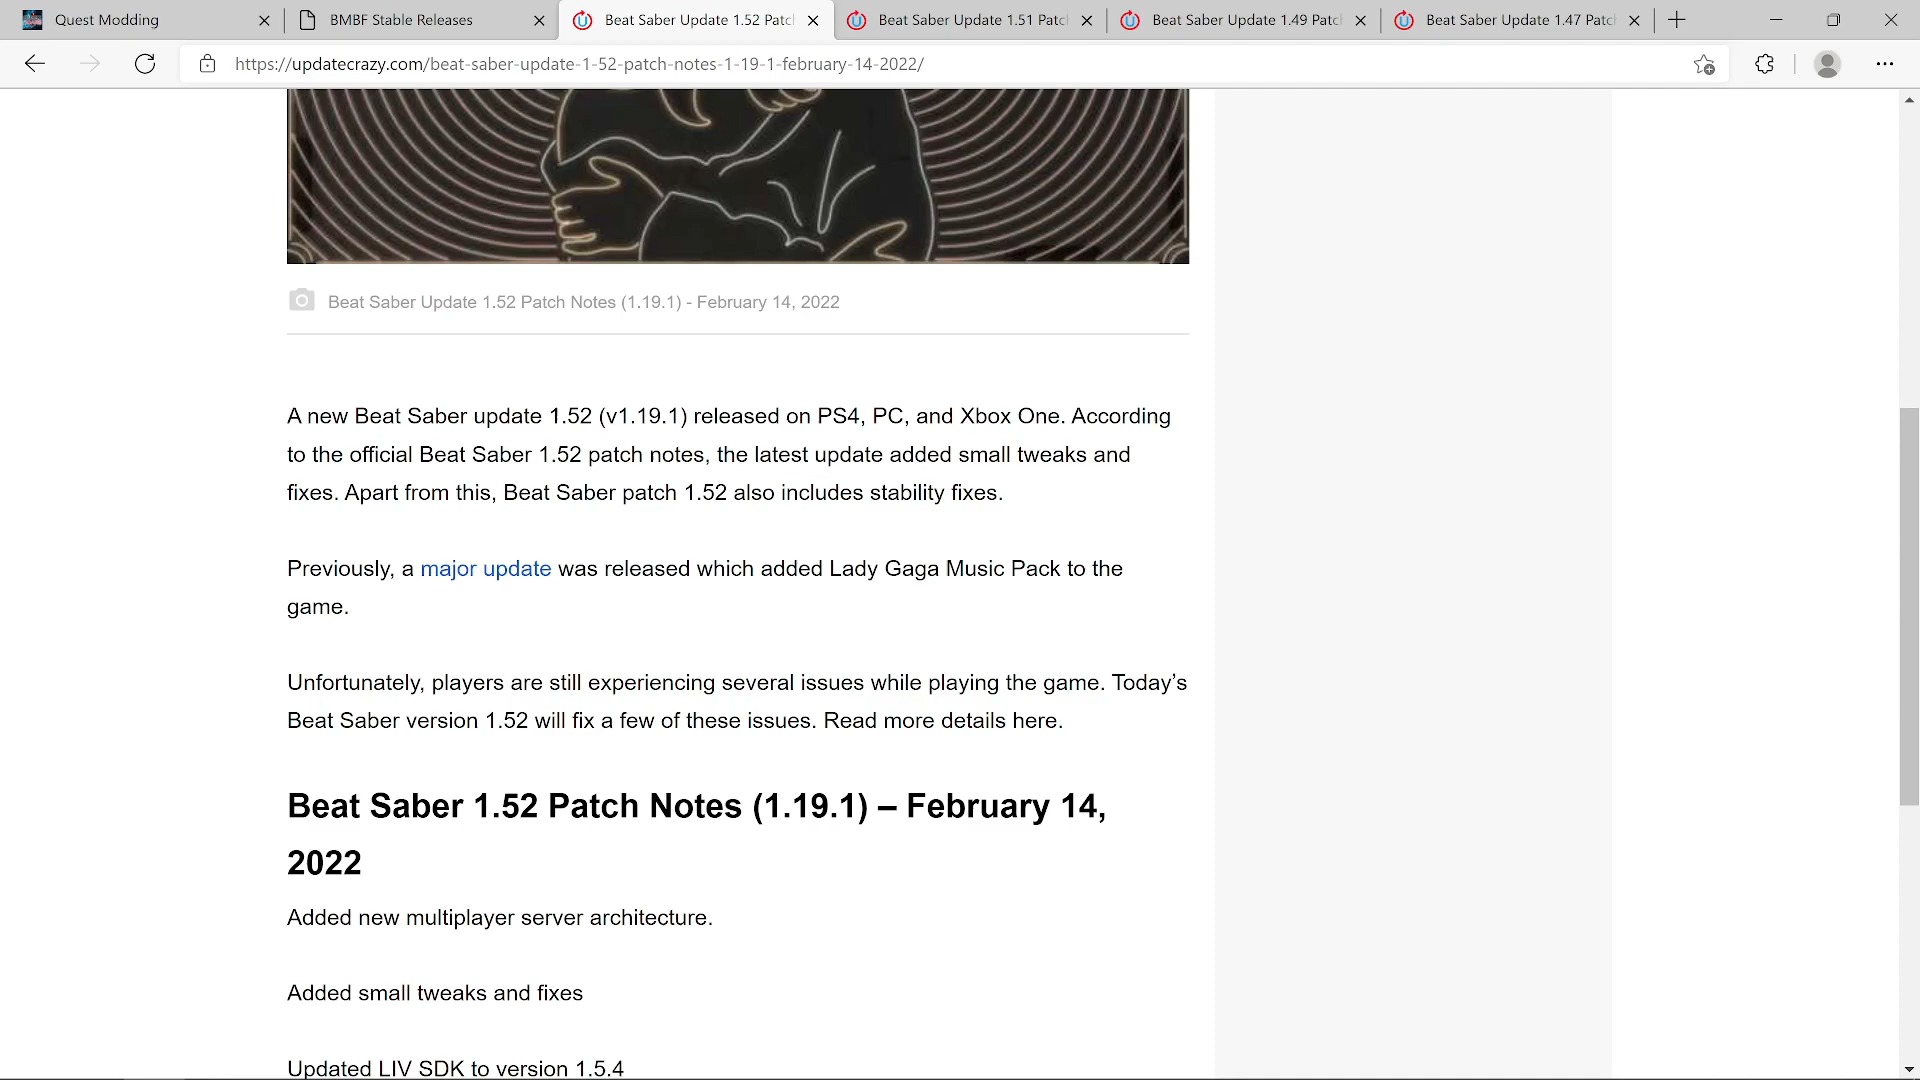 Quest Modding
BMBF Stable Releases
Beat Saber Update 1.52 Patc
Beat Saber Update 1.51 Patc
Beat Saber Update 1.49 Patc
Beat Saber Update 1.47 Patc
https://updatecrazy.com/beat-saber-update-1-52-patch-notes-1-19-1-february-14-2022/
Beat Saber Update 1.52 Patch Notes (1.19.1) - February 14, 2022
A new Beat Saber update 1.52 (v1.19.1) released on PS4, PC, and Xbox One. According
to the official Beat Saber 1.52 patch notes, the latest update added small tweaks and
fixes. Apart from this, Beat Saber patch 1.52 also includes stability fixes.
Previously, a major update was released which added Lady Gaga Music Pack to the
game.
Unfortunately, players are still experiencing several issues while playing the game. Today’s
Beat Saber version 1.52 will fix a few of these issues. Read more details here.
Beat Saber 1.52 Patch Notes (1.19.1) – February 14,
2022
Added new multiplayer server architecture.
Added small tweaks and fixes
Updated LIV SDK to version 1.5.4